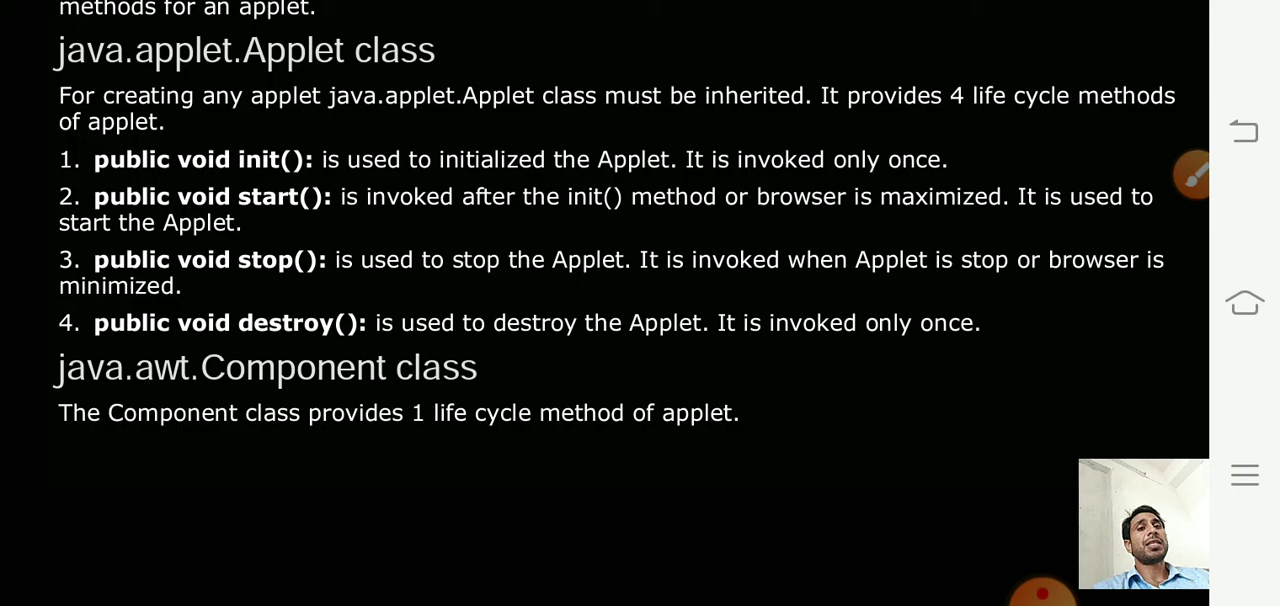 methods for an applet.
java.applet.Applet class
For creating any applet java.applet.Applet class must be inherited. It provides 4 life cycle methods
of applet.
1. public void init(): is used to initialized the Applet. It is invoked only once.
2. public void start(): is invoked after the init() method or browser is maximized. It is used to
start the Applet.
3. public void stop(): is used to stop the Applet. It is invoked when Applet is stop or browser is
minimized.
4. public void destroy(): is used to destroy the Applet. It is invoked only once.
java.awt.Component class
The Component class provides 1 life cycle method of applet.